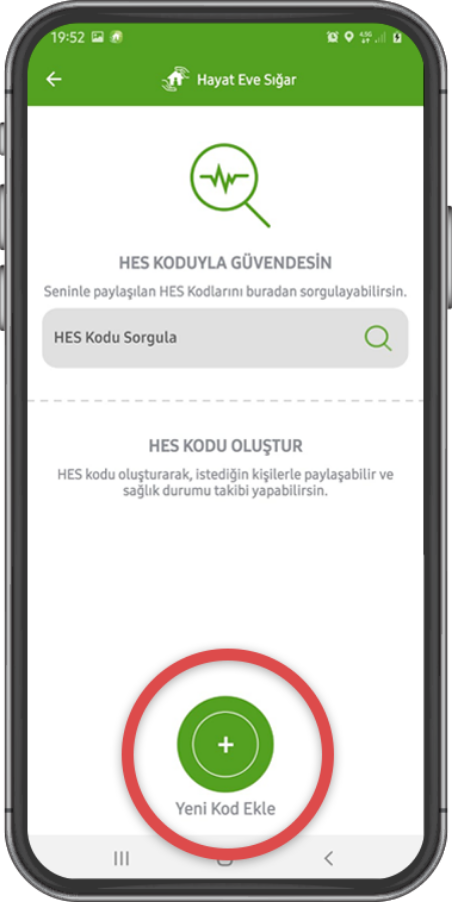 19:52
Hayat Eve Sığar
HES KODUYLA GÜVENDESİN
Seninle paylaşılan HES Kodlarını buradan sorgulayabilirsin.
HES Kodu Sorgula
HES KODU OLUŞTUR
HES kodu oluşturarak, istediğin kişilerle paylaşabilir ve
sağlık durumu takibi yapabilirsin.
Yeni Kod Ekle